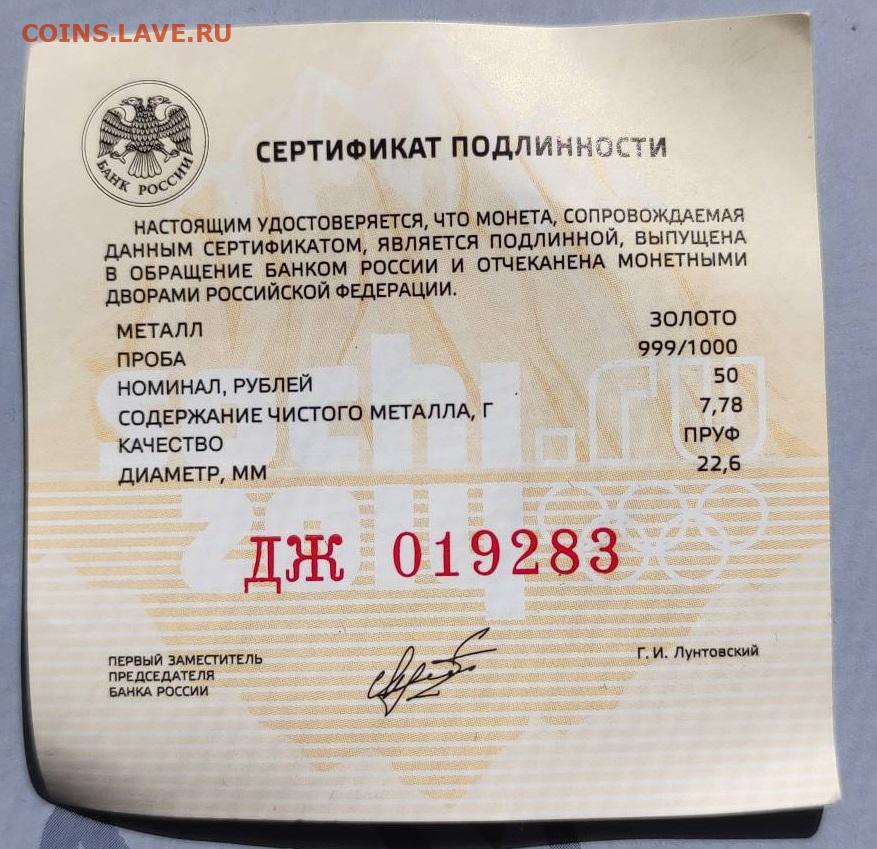 COINS.LAVE.RU
БАНК РОССИИ
СЕРТИФИКАТ ПОДЛИННОСТИ
НАСТОЯЩИМ УДОСТОВЕРЯЕТСЯ, ЧТО МОНЕТА, СОПРОВОЖДАЕМАЯ
ДАННЫМ СЕРТИФИКАТОМ, ЯВЛЯЕТСЯ ПОДЛИННОЙ, ВЫПУЩЕНА
В ОБРАЩЕНИЕ БАНКОМ РОССИИ И ОТЧЕКАНЕНА МОНЕТНЫМИ
ДВОРАМИ РОССИЙСКОЙ ФЕДЕРАЦИИ.
МЕТАЛЛ ЗОЛОТО
ПРОБА 999/1000
НОМИНАЛ, РУБЛЕЙ 50
СОДЕРЖАНИЕ ЧИСТОГО МЕТАЛЛА, Г 7,78
КАЧЕСТВО ПРУФ
ДИАМЕТР, ММ 22,6
sochi.ru
2014
ДЖ 019283
ПЕРВЫЙ ЗАМЕСТИТЕЛЬ
ПРЕДСЕДАТЕЛЯ
БАНКА РОССИИ
Г. И. Лунтовский